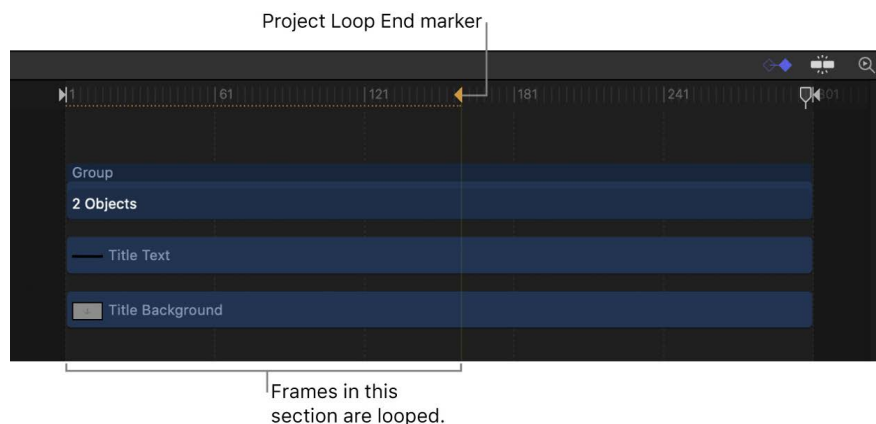 Project Loop End marker
1 61 121 181 241 301
Group
2 Objects
Title Text
Title Background
Frames in this
section are looped.